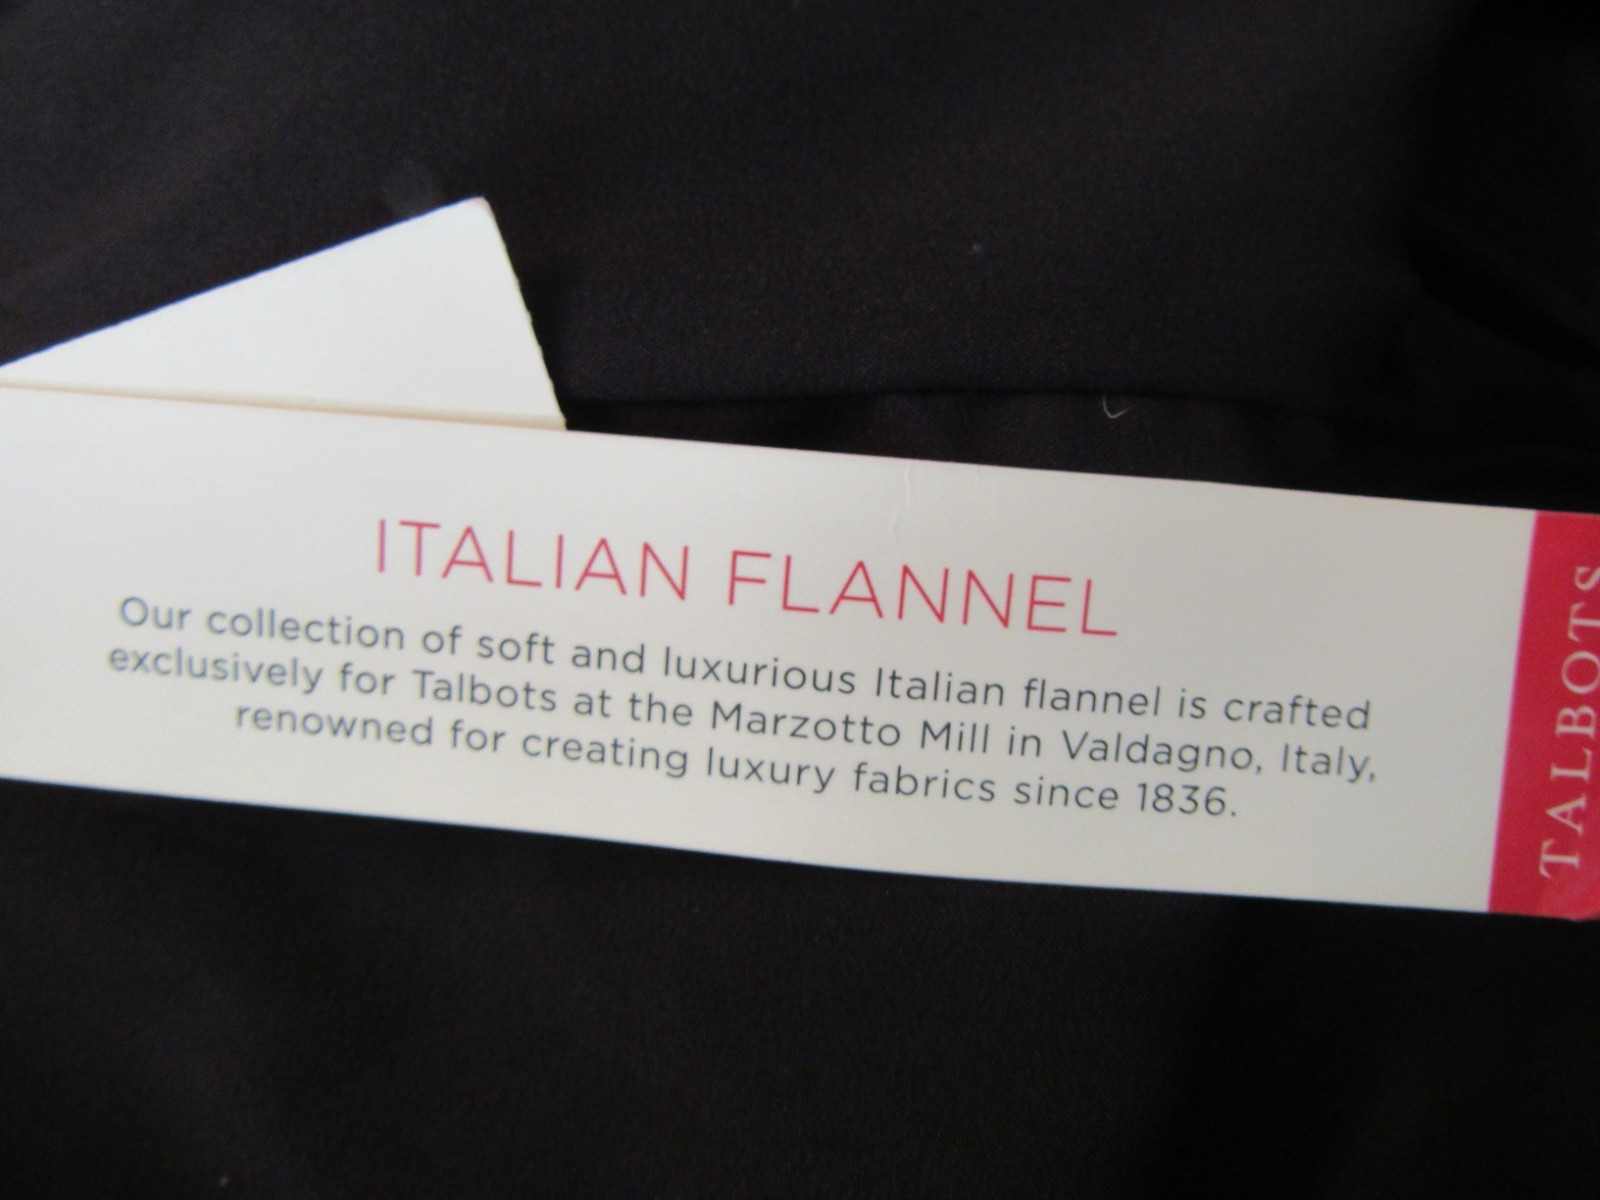 ITALIAN FLANNEL
Our collection of soft and luxurious Italian flannel is crafted
exclusively for Talbots at the Marzotto Mill in Valdagno, Italy,
renowned for creating luxury fabrics since 1836.
TALBOTS